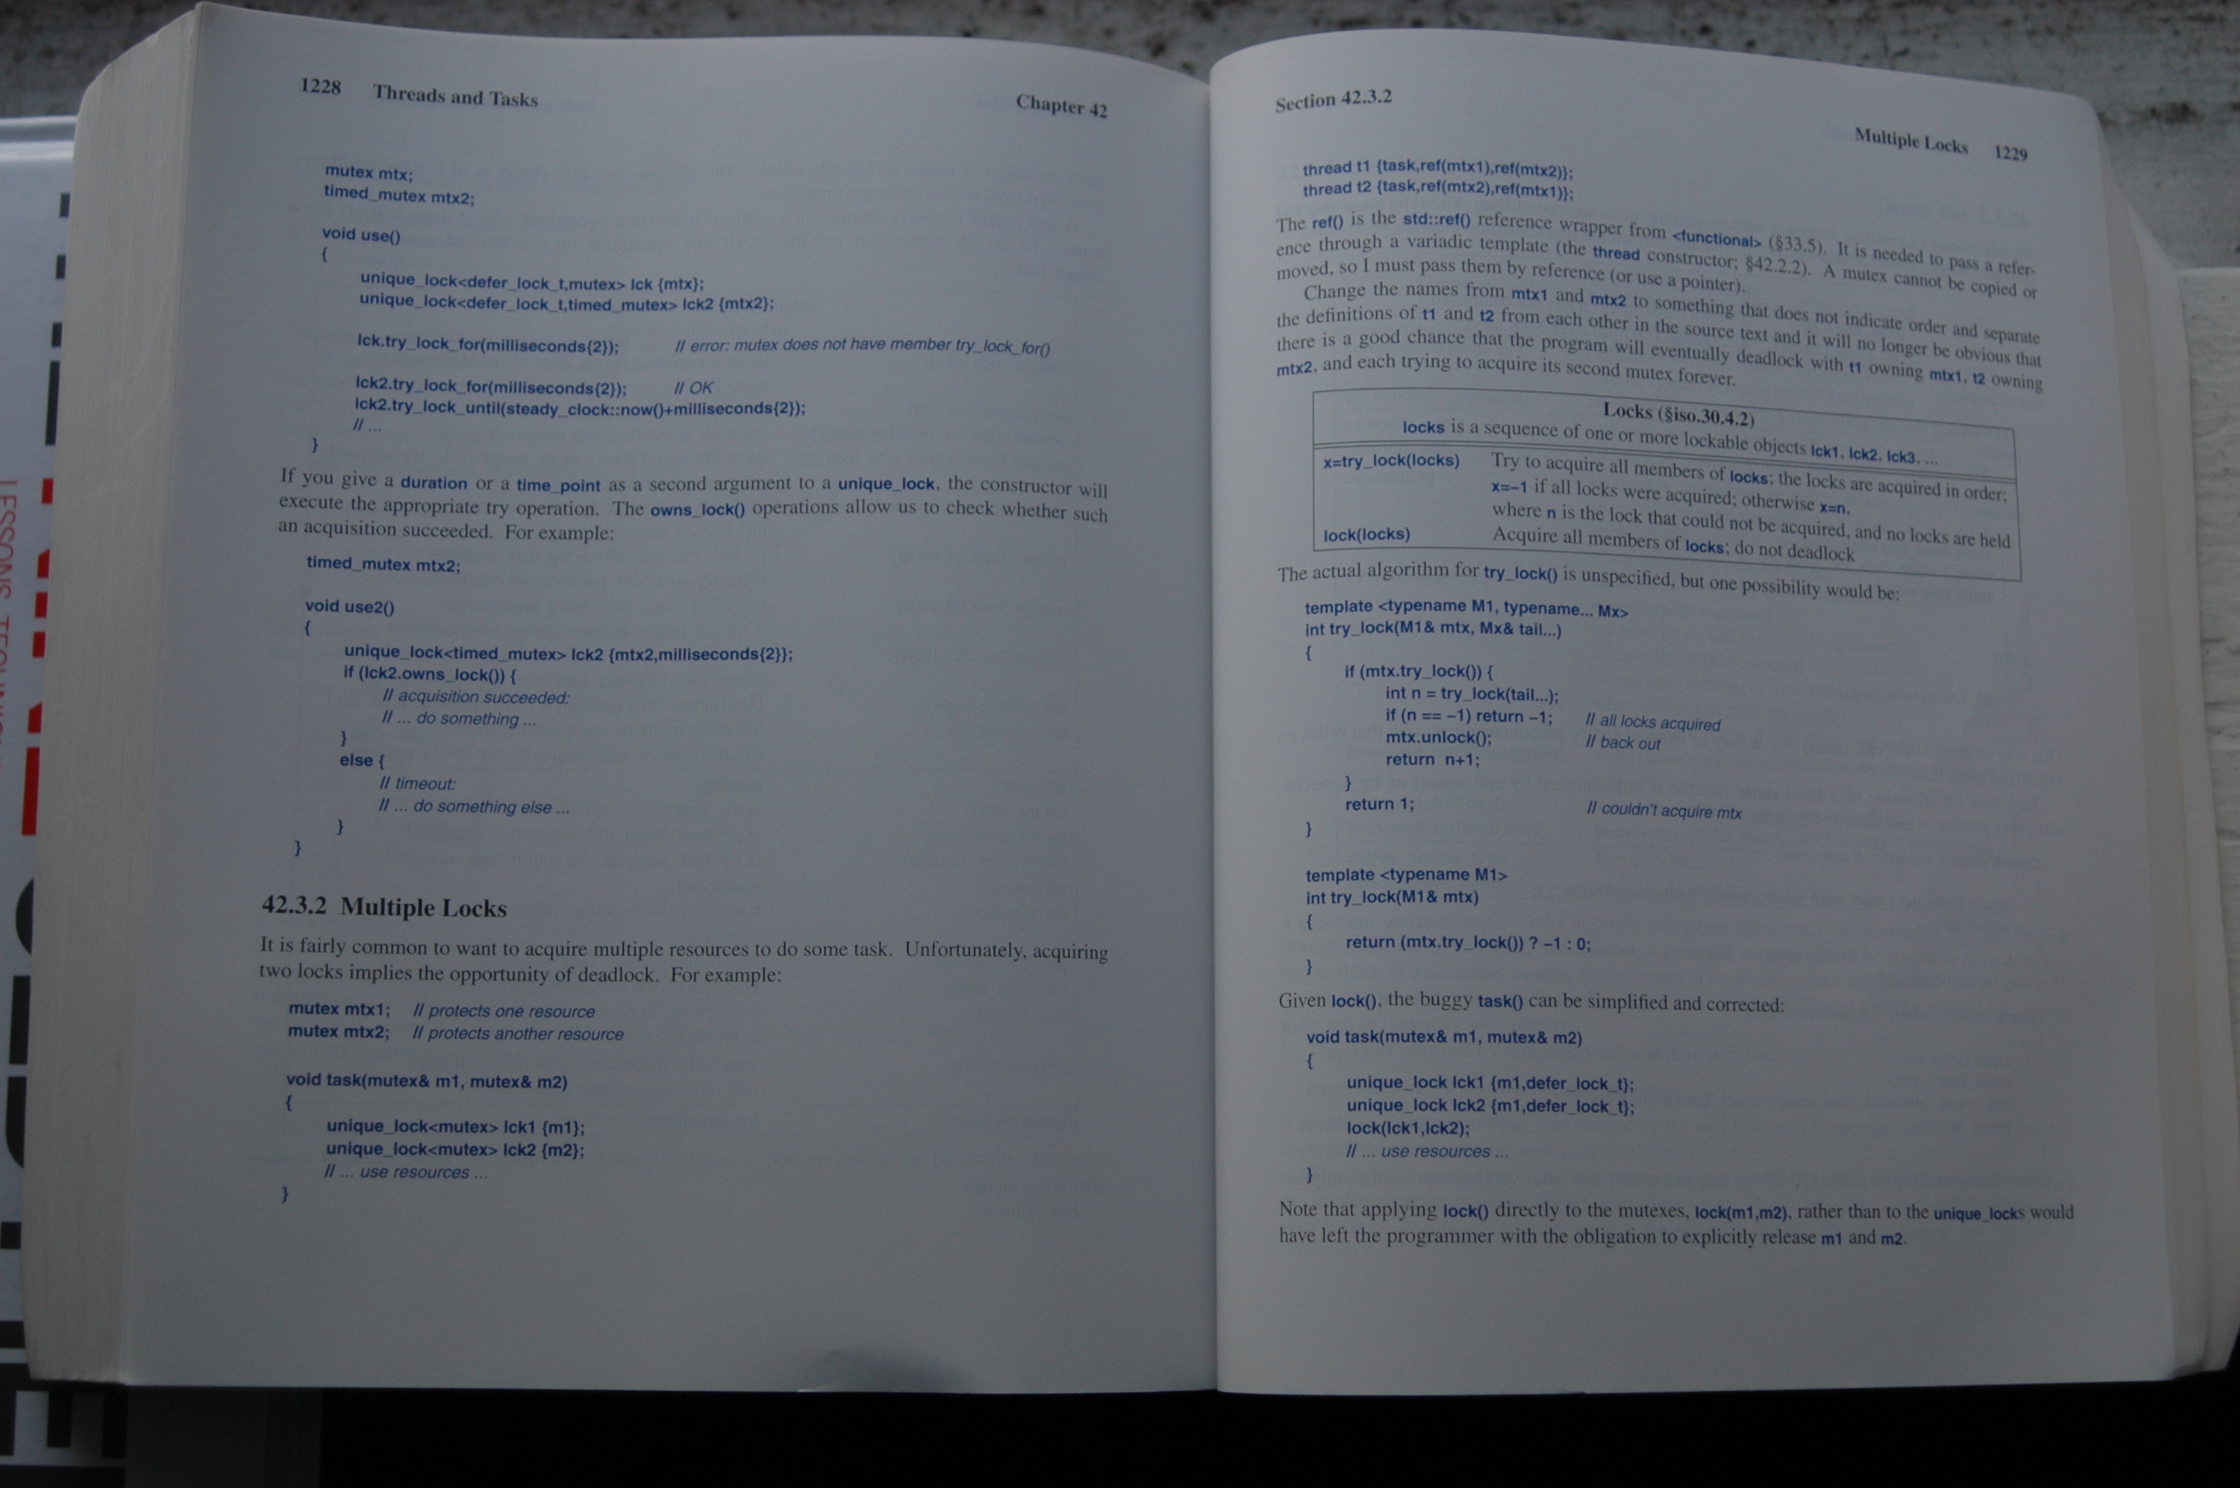 1228 Threads and Tasks Chapter 42
mutex mtx;
timed_mutex mtx2;
void use()
{
unique_lock<defer_lock_t,mutex> lck {mtx};
unique_lock<defer_lock_t,timed_mutex> lck2 {mtx2};
lck.try_lock_for(milliseconds{2}); // error: mutex does not have member try_lock_for()
lck2.try_lock_for(milliseconds{2}); // OK
lck2.try_lock_until(steady_clock::now()+milliseconds{2});
// ...
}
If you give a duration or a time_point as a second argument to a unique_lock, the constructor will
execute the appropriate try operation. The owns_lock() operations allow us to check whether such
an acquisition succeeded. For example:
timed_mutex mtx2;
void use2()
{
unique_lock<timed_mutex> lck2 {mtx2,milliseconds{2}};
if (lck2.owns_lock()) {
// acquisition succeeded:
// ... do something ...
}
else {
// timeout:
// ... do something else ...
}
}
42.3.2 Multiple Locks
It is fairly common to want to acquire multiple resources to do some task. Unfortunately, acquiring
two locks implies the opportunity of deadlock. For example:
mutex mtx1; // protects one resource
mutex mtx2; // protects another resource
void task(mutex& m1, mutex& m2)
{
unique_lock<mutex> lck1 {m1};
unique_lock<mutex> lck2 {m2};
// ... use resources ...
}
Section 42.3.2 Multiple Locks 1229
thread t1 {task,ref(mtx1),ref(mtx2)};
thread t2 {task,ref(mtx2),ref(mtx1)};
The ref() is the std::ref() reference wrapper from <functional> (§33.5). It is needed to pass a refer-
ence through a variadic template (the thread constructor; §42.2.2). A mutex cannot be copied or
moved, so I must pass them by reference (or use a pointer).
Change the names from mtx1 and mtx2 to something that does not indicate order and separate
the definitions of t1 and t2 from each other in the source text and it will no longer be obvious that
there is a good chance that the program will eventually deadlock with t1 owning mtx1, t2 owning
mtx2, and each trying to acquire its second mutex forever.
Locks (§iso.30.4.2)
locks is a sequence of one or more lockable objects lck1, lck2, lck3, ...
x=try_lock(locks) Try to acquire all members of locks; the locks are acquired in order;
x=−1 if all locks were acquired; otherwise x=n,
where n is the lock that could not be acquired, and no locks are held
lock(locks) Acquire all members of locks; do not deadlock
The actual algorithm for try_lock() is unspecified, but one possibility would be:
template <typename M1, typename... Mx>
int try_lock(M1& mtx, Mx& tail...)
{
if (mtx.try_lock()) {
int n = try_lock(tail...);
if (n == −1) return −1; // all locks acquired
mtx.unlock(); // back out
return n+1;
}
return 1; // couldn't acquire mtx
}
template <typename M1>
int try_lock(M1& mtx)
{
return (mtx.try_lock()) ? −1 : 0;
}
Given lock(), the buggy task() can be simplified and corrected:
void task(mutex& m1, mutex& m2)
{
unique_lock lck1 {m1,defer_lock_t};
unique_lock lck2 {m1,defer_lock_t};
lock(lck1,lck2);
// ... use resources ...
}
Note that applying lock() directly to the mutexes, lock(m1,m2), rather than to the unique_locks would
have left the programmer with the obligation to explicitly release m1 and m2.
LESSONS